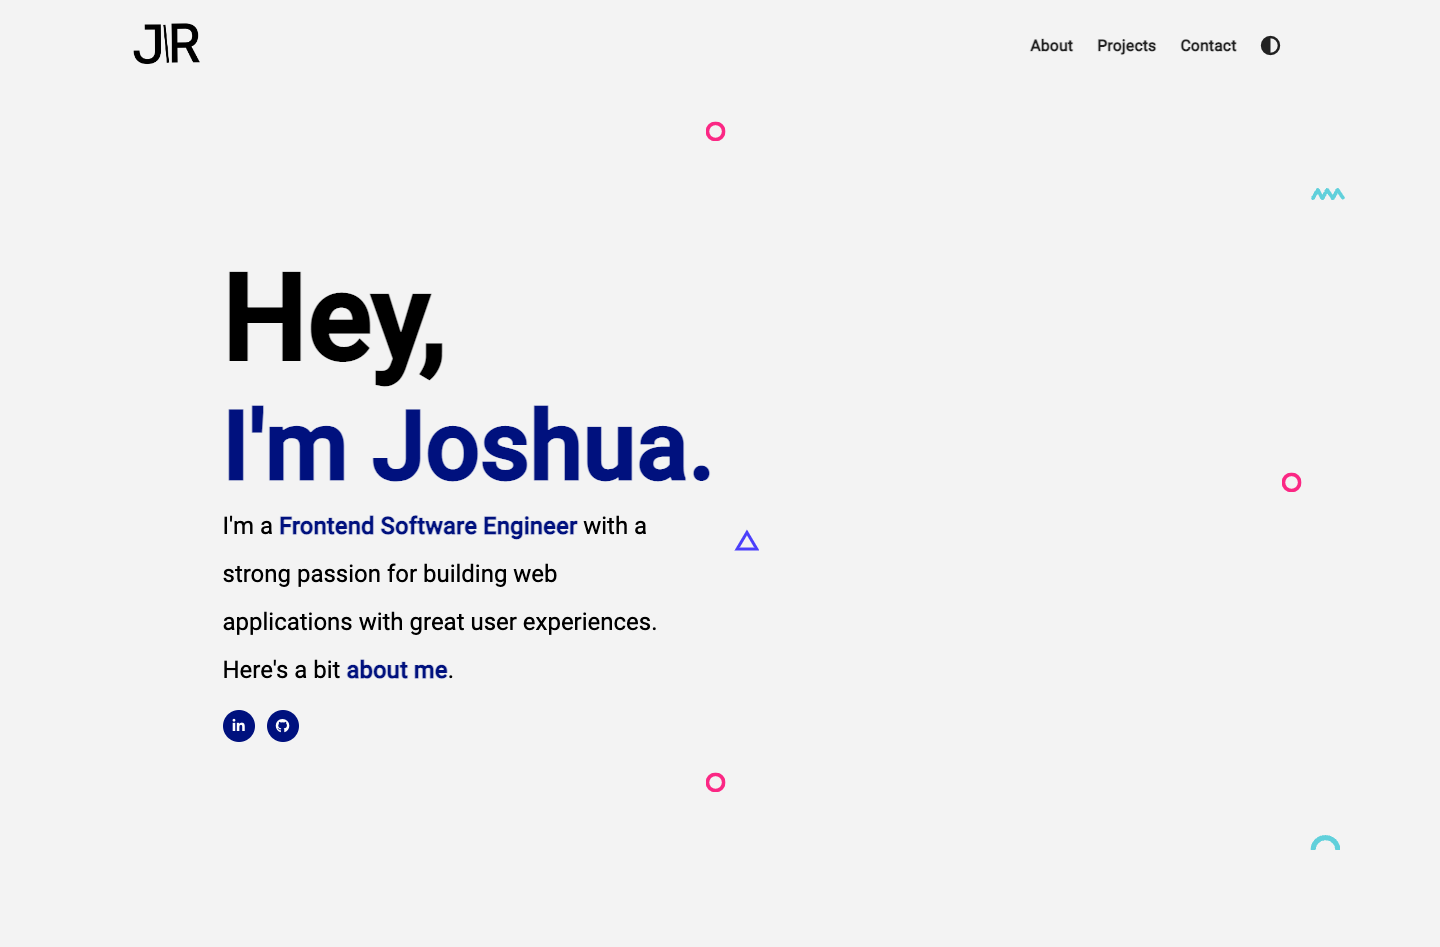 J\R
About Projects Contact
Hey,
I'm Joshua.
I'm a Frontend Software Engineer with a
strong passion for building web
applications with great user experiences.
Here's a bit about me.
in